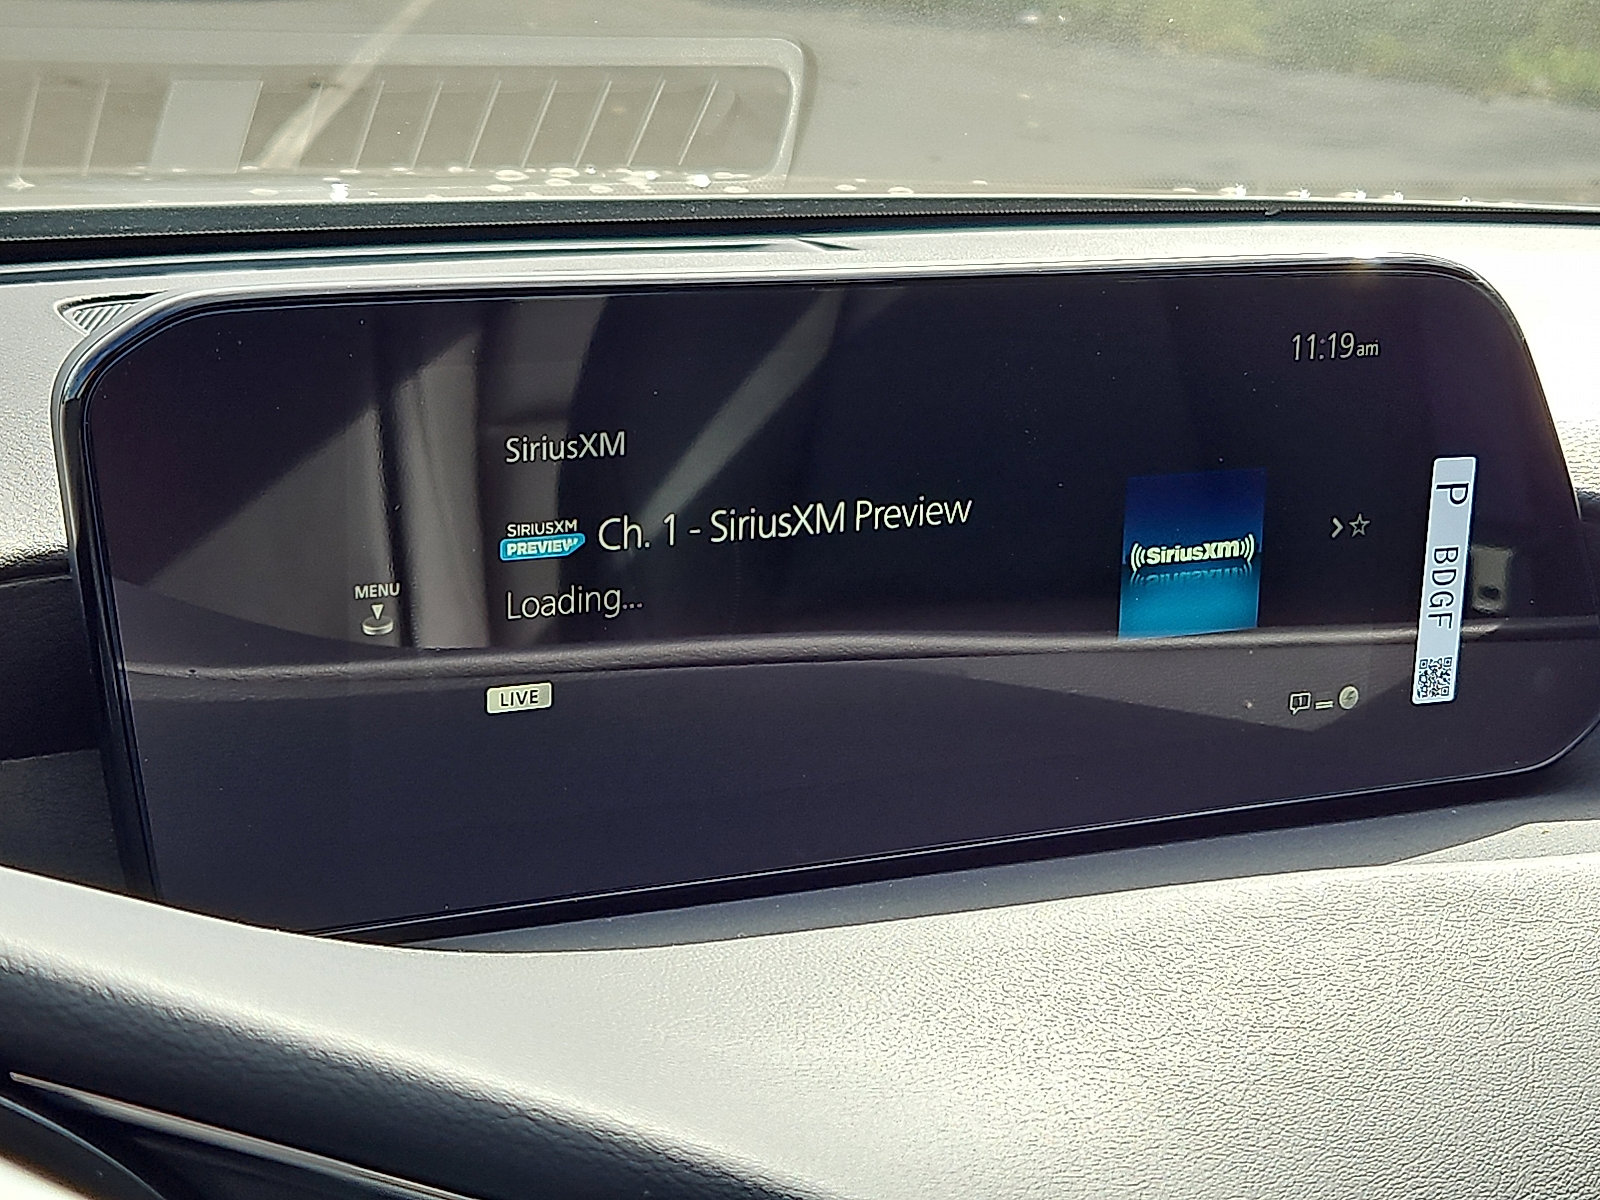 11:19am
SiriusXM
SIRIUSXM
PREVIEW
Ch. 1 - SiriusXM Preview
Loading...
((SiriusXM))
MENU
LIVE
P BDGF